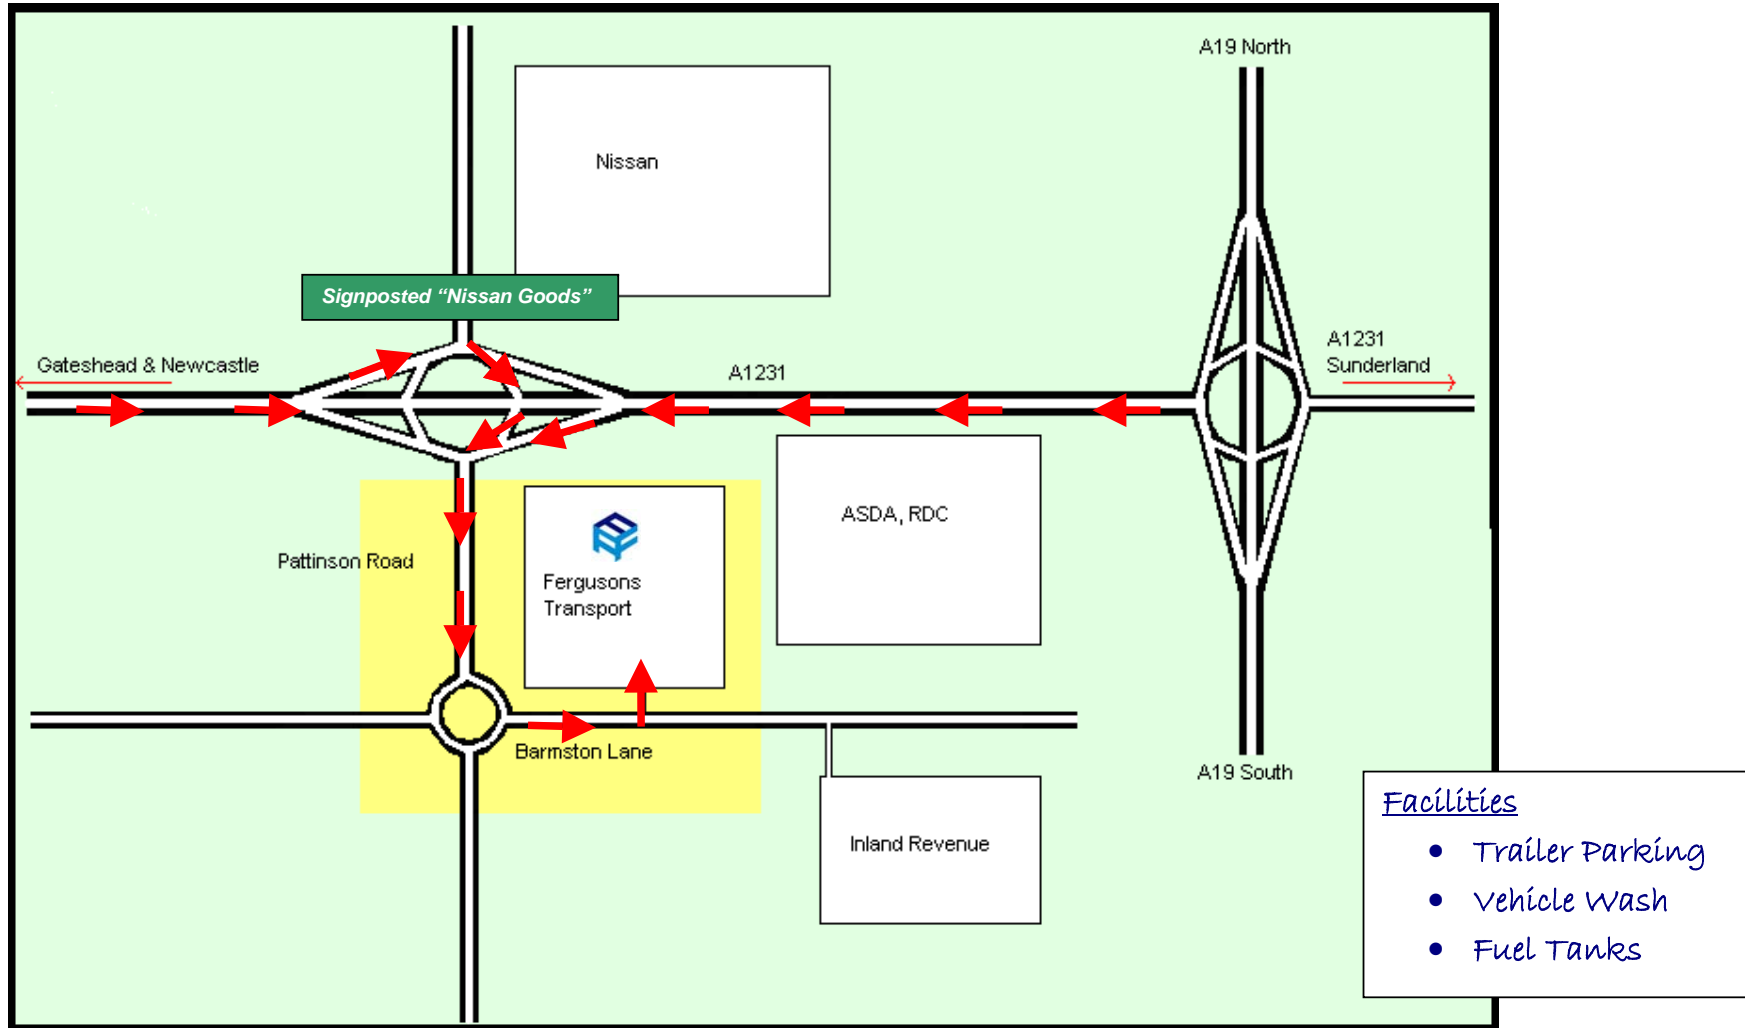 A19 North
Nissan
Signposted “Nissan Goods”
Gateshead & Newcastle
A1231
A1231
Sunderland
ASDA, RDC
Pattinson Road
Fergusons
Transport
Barmston Lane
A19 South
Inland Revenue
Facilities
• Trailer Parking
• Vehicle Wash
• Fuel Tanks